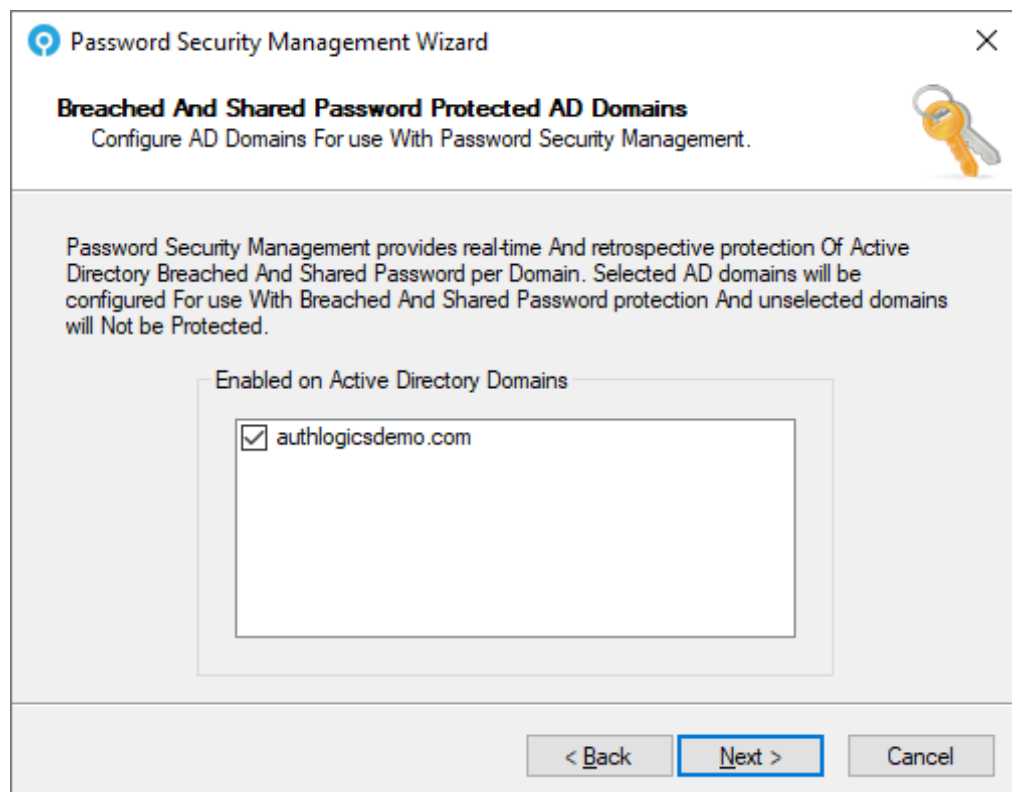 Password Security Management Wizard
Breached And Shared Password Protected AD Domains
Configure AD Domains For use With Password Security Management.
Password Security Management provides real-time And retrospective protection Of Active
Directory Breached And Shared Password per Domain. Selected AD domains will be
configured For use With Breached And Shared Password protection And unselected domains
will Not be Protected.
Enabled on Active Directory Domains
authlogicsdemo.com
< Back
Next >
Cancel